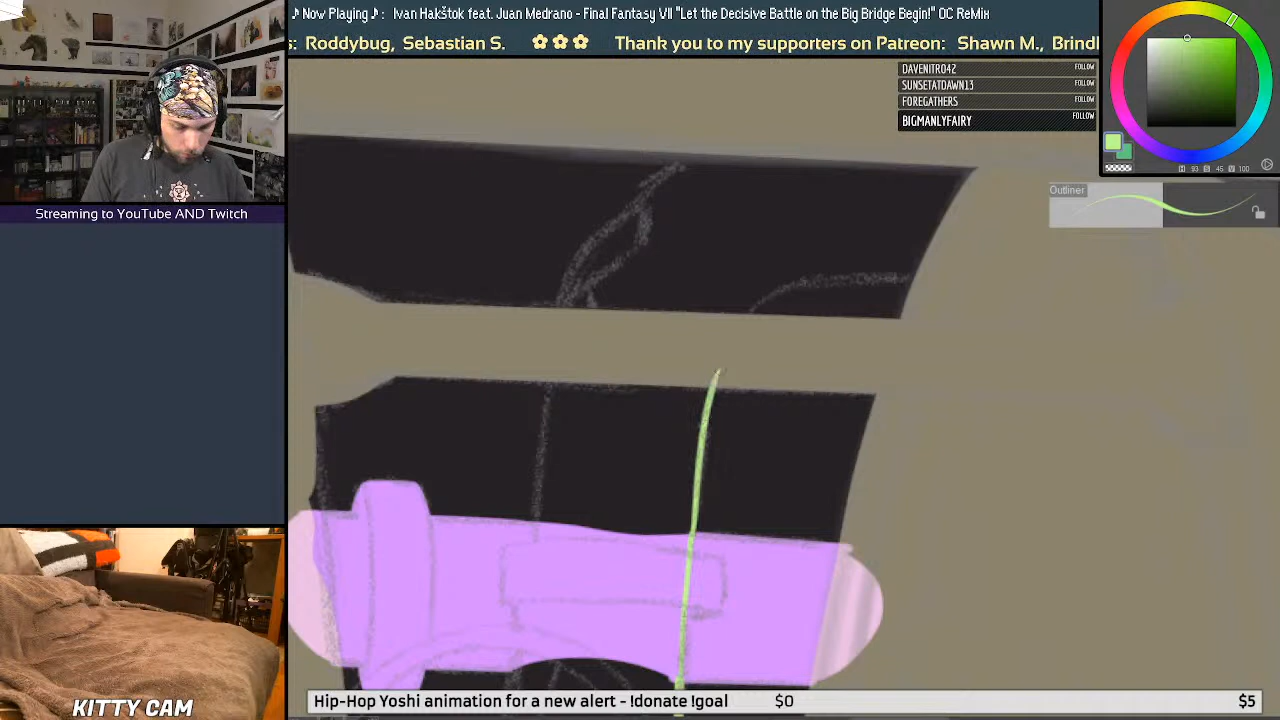 ♪ Now Playing ♪: Ivan Hakštok feat. Juan Medrano - Final Fantasy VII "Let the Decisive Battle on the Big Bridge Begin!" OC ReMix
s: Roddybug, Sebastian S. ✿ ✿ ✿ Thank you to my supporters on Patreon: Shawn M., Brindl
DAVENITRO42 FOLLOW
SUNSETATDAWN13 FOLLOW
FOREGATHERS FOLLOW
BIGMANLYFAIRY FOLLOW
H 93 S 45 V 100
Outliner
Streaming to YouTube AND Twitch
KITTY CAM
Hip-Hop Yoshi animation for a new alert - !donate !goal $0 $5